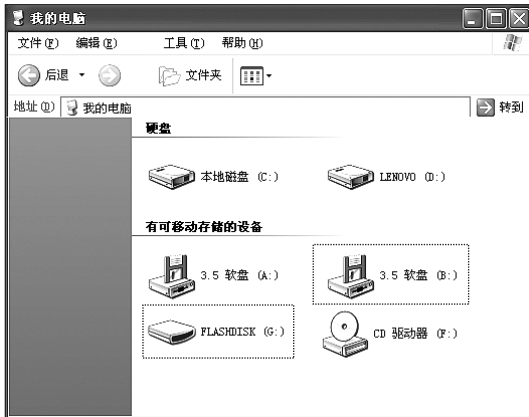 我的电脑
文件(F) 编辑(E) 工具(T) 帮助(H)
后退 文件夹
地址(D) 我的电脑 转到
硬盘
本地磁盘 (C:) LENOVO (D:)
有可移动存储的设备
3.5 软盘 (A:) 3.5 软盘 (B:)
FLASHDISK (G:) CD 驱动器 (F:)